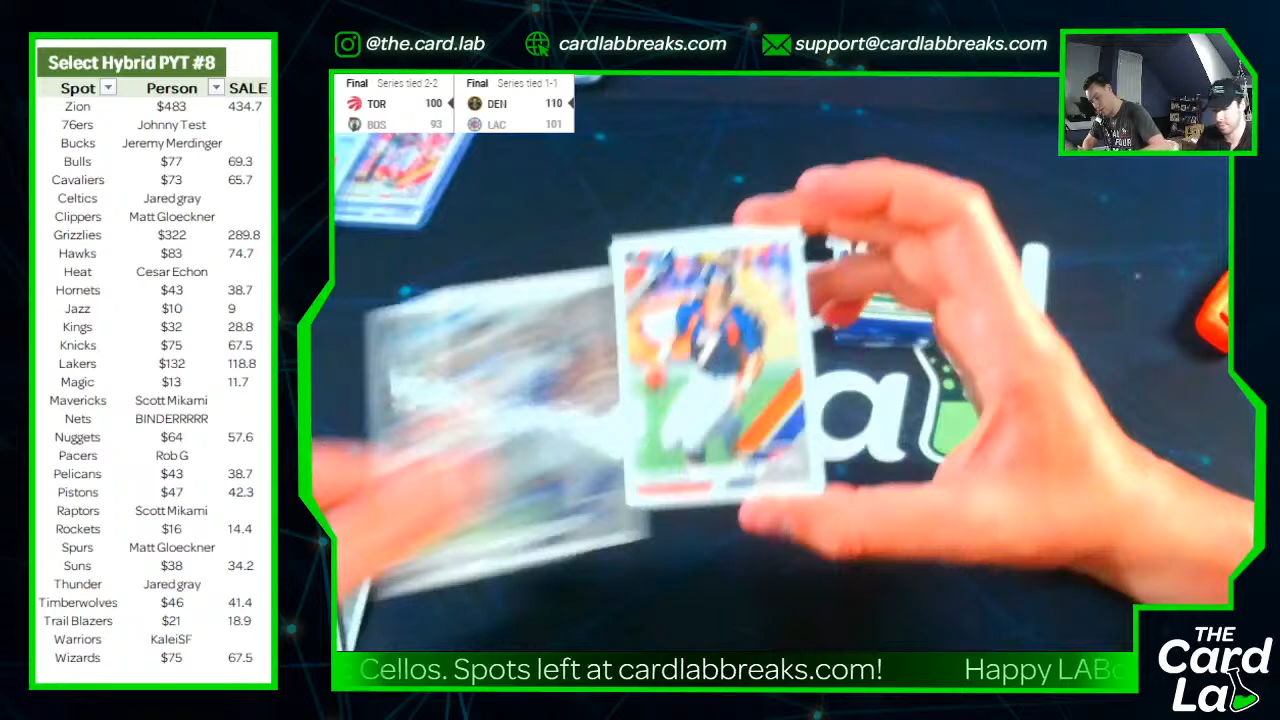 @the.card.lab
cardlabbreaks.com
support@cardlabbreaks.com
Select Hybrid PYT #8
Spot Person SALE
Zion $483 434.7
76ers Johnny Test
Bucks Jeremy Merdinger
Bulls $77 69.3
Cavaliers $73 65.7
Celtics Jared gray
Clippers Matt Gloeckner
Grizzlies $322 289.8
Hawks $83 74.7
Heat Cesar Echon
Hornets $43 38.7
Jazz $10 9
Kings $32 28.8
Knicks $75 67.5
Lakers $132 118.8
Magic $13 11.7
Mavericks Scott Mikami
Nets BINDERRRRR
Nuggets $64 57.6
Pacers Rob G
Pelicans $43 38.7
Pistons $47 42.3
Raptors Scott Mikami
Rockets $16 14.4
Spurs Matt Gloeckner
Suns $38 34.2
Thunder Jared gray
Timberwolves $46 41.4
Trail Blazers $21 18.9
Warriors KaleiSF
Wizards $75 67.5
Final Series tied 2-2
TOR 100
BOS 93
Final Series tied 1-1
DEN 110
LAC 101
a
Cellos. Spots left at cardlabbreaks.com! Happy LAB
THE
Card
Lab